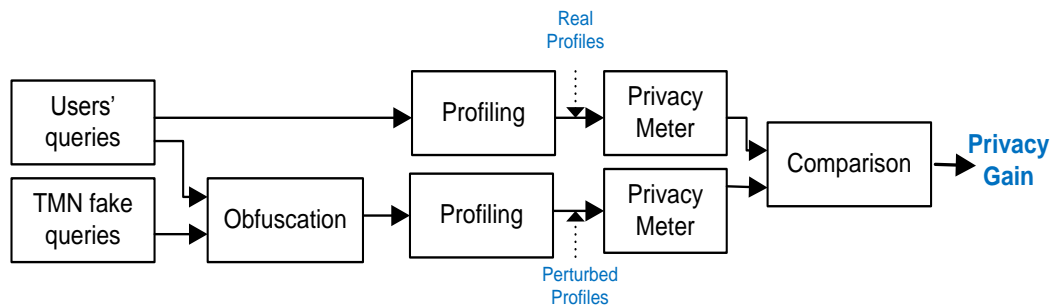 Real
Profiles
Users'
queries
Profiling
Privacy
Meter
Comparison
Privacy
Gain
TMN fake
queries
Obfuscation
Profiling
Privacy
Meter
Perturbed
Profiles